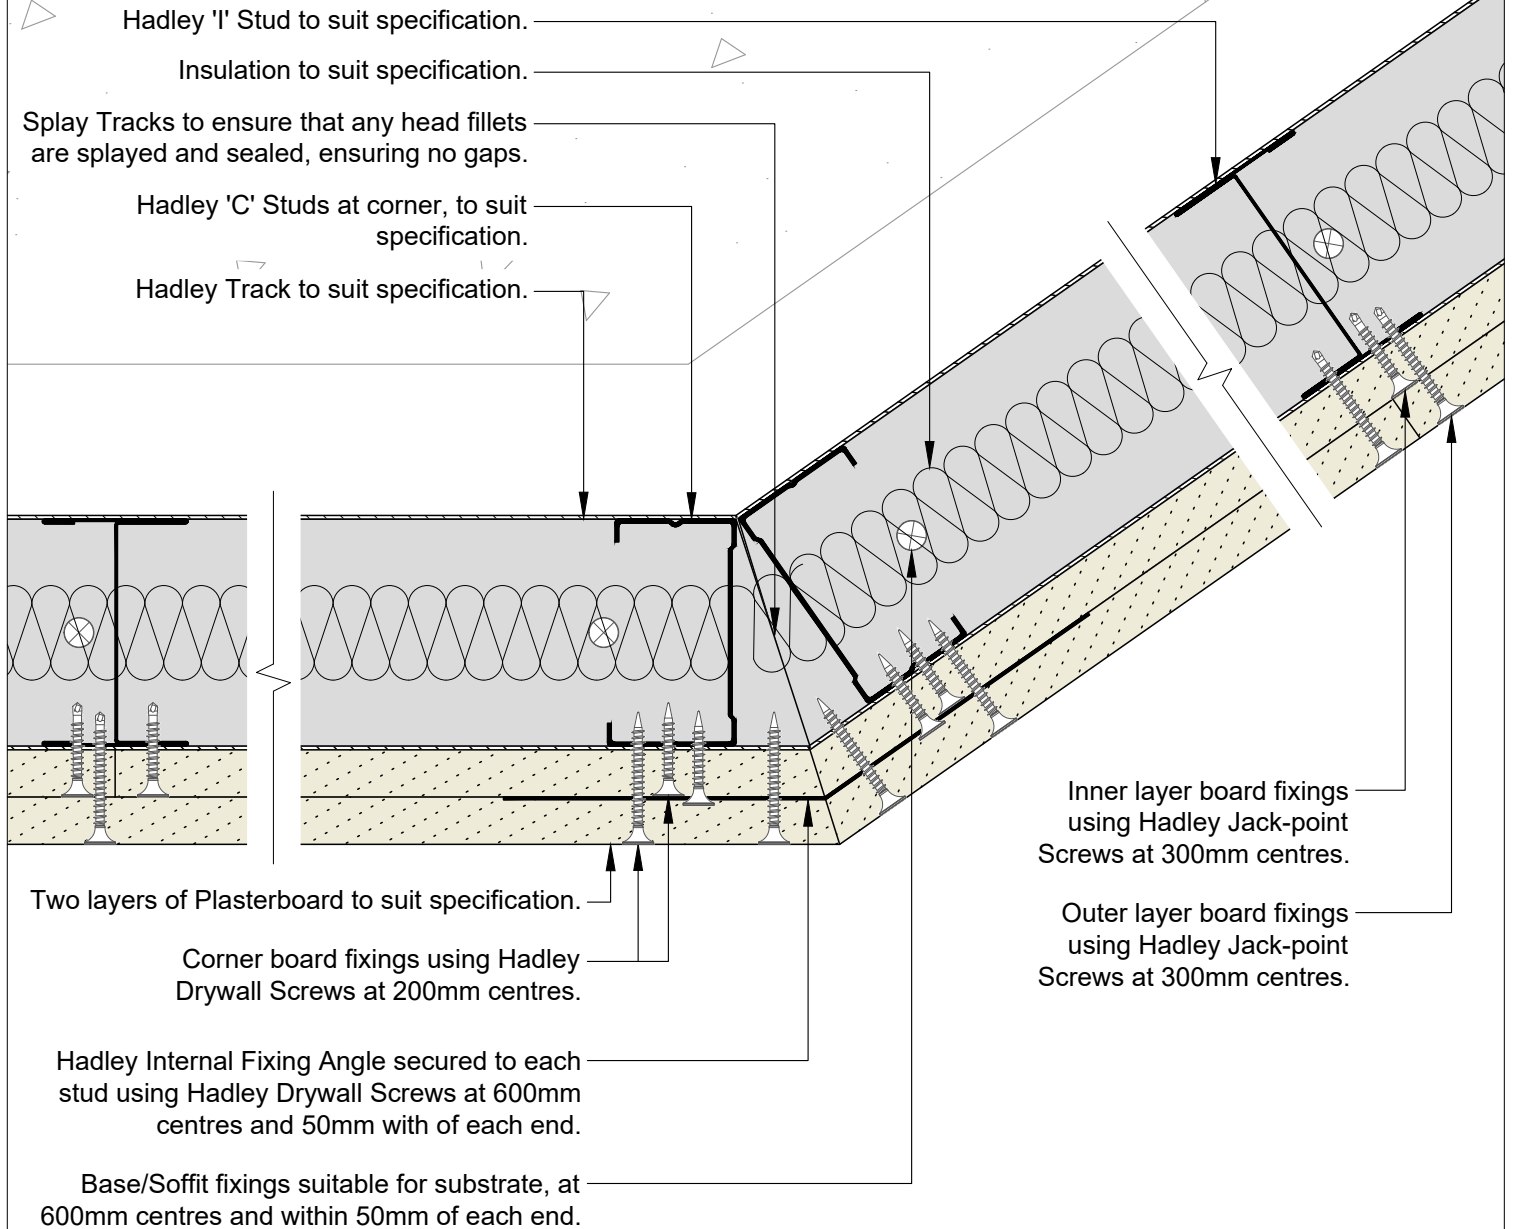 Hadley 'I' Stud to suit specification.
Insulation to suit specification.
Splay Tracks to ensure that any head fillets
are splayed and sealed, ensuring no gaps.
Hadley 'C' Studs at corner, to suit
specification.
Hadley Track to suit specification.
Two layers of Plasterboard to suit specification.
Corner board fixings using Hadley
Drywall Screws at 200mm centres.
Hadley Internal Fixing Angle secured to each
stud using Hadley Drywall Screws at 600mm
centres and 50mm with of each end.
Base/Soffit fixings suitable for substrate, at
600mm centres and within 50mm of each end.
Inner layer board fixings
using Hadley Jack-point
Screws at 300mm centres.
Outer layer board fixings
using Hadley Jack-point
Screws at 300mm centres.